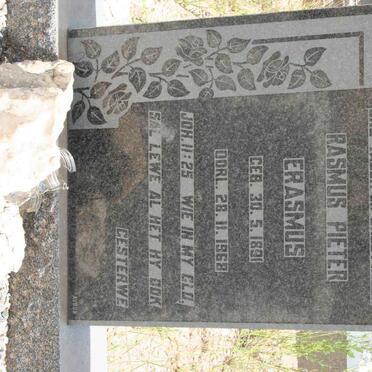 RASMUS PIETER
ERASMUS
GEB. 30. 5. 1891
OORL. 28. 11. 1968
JOH. 11:25 WIE IN MY GLO,
SAL LEWE AL HET HY OOK
GESTERWE